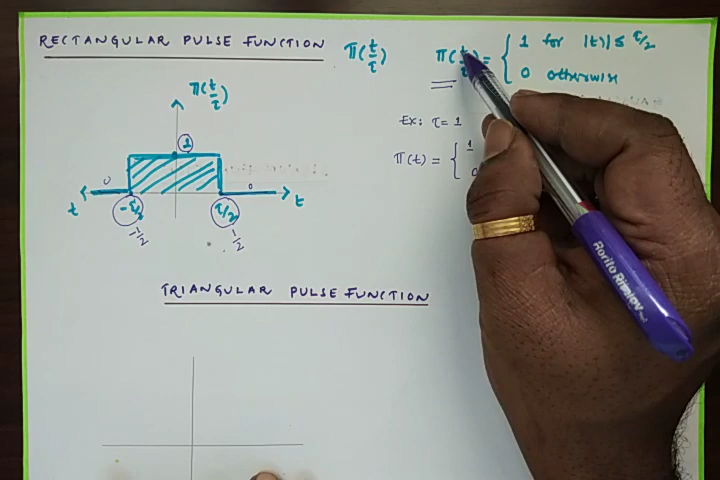 RECTANGULAR PULSE FUNCTION
π(t/τ)
π(t/τ) = { 1 for |t| ≤ τ/2
0 otherwise
π(t/τ)
1
0
0
t
-τ/2
τ/2
t
-1/2
1/2
Ex: τ = 1
π(t) = { 1
0
TRIANGULAR PULSE FUNCTION
Rorito